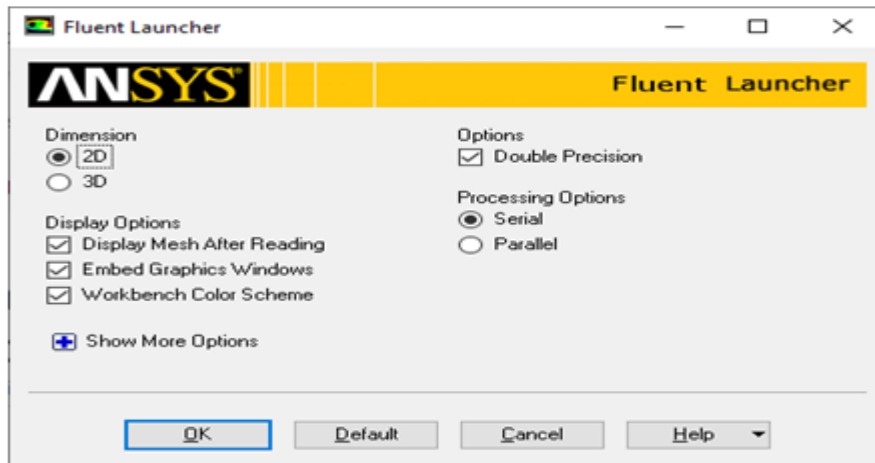 Fluent Launcher
ANSYS
Fluent Launcher
Dimension
2D
3D
Display Options
Display Mesh After Reading
Embed Graphics Windows
Workbench Color Scheme
Show More Options
Options
Double Precision
Processing Options
Serial
Parallel
OK
Default
Cancel
Help